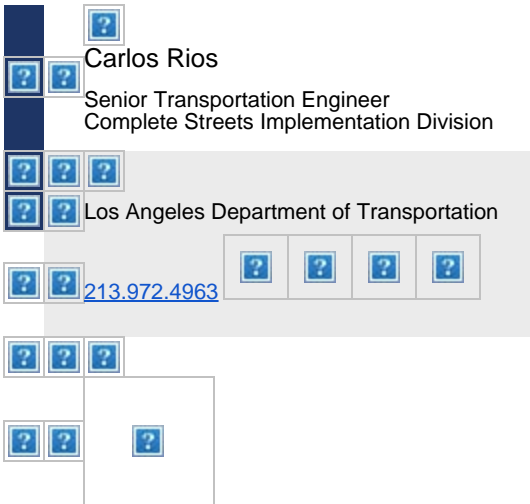 Carlos Rios
Senior Transportation Engineer
Complete Streets Implementation Division
Los Angeles Department of Transportation
213.972.4963